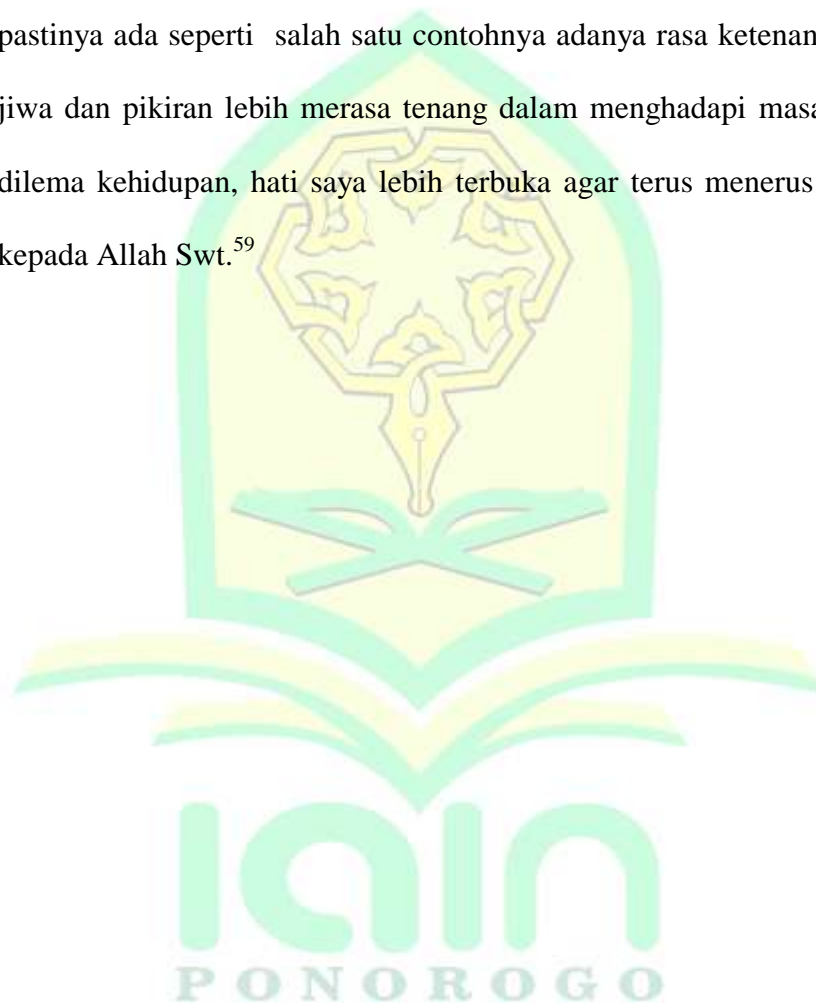 pastinya ada seperti salah satu contohnya adanya rasa ketenan
jiwa dan pikiran lebih merasa tenang dalam menghadapi masa
dilema kehidupan, hati saya lebih terbuka agar terus menerus
kepada Allah Swt.⁵⁹
iain
PONOROGO